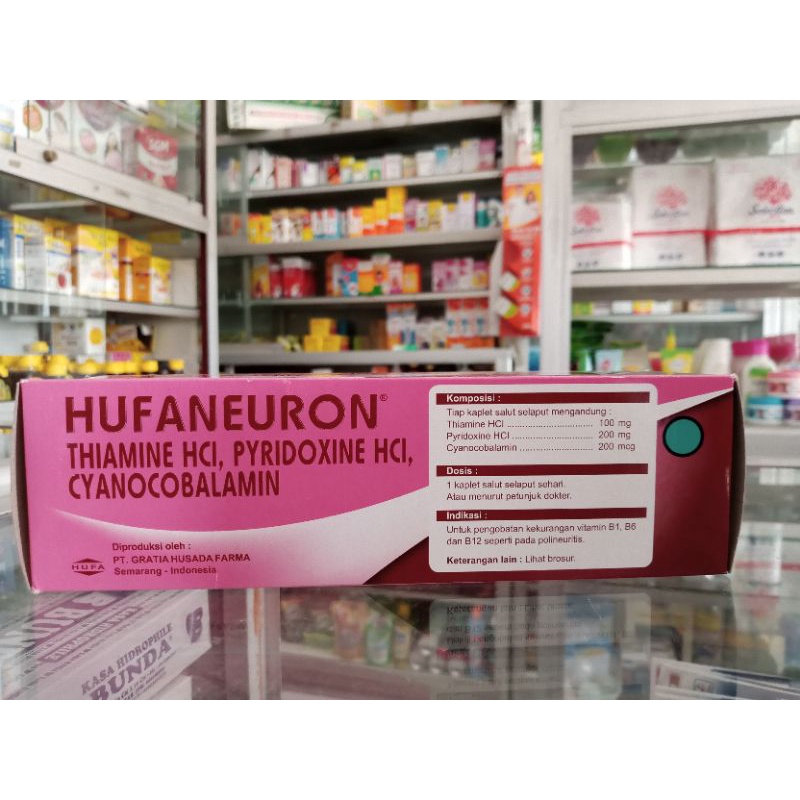 SGM
HUFANEURON®
THIAMINE HCl, PYRIDOXINE HCl,
CYANOCOBALAMIN
Diproduksi oleh :
HUFA
PT. GRATIA HUSADA FARMA
Semarang - Indonesia
Komposisi :
Tiap kaplet salut selaput mengandung :
Thiamine HCl .............................. 100 mg
Pyridoxine HCl ........................... 200 mg
Cyanocobalamin ........................ 200 mcg
Dosis :
1 kaplet salut selaput sehari.
Atau menurut petunjuk dokter.
Indikasi :
Untuk pengobatan kekurangan vitamin B1, B6
dan B12 seperti pada polineuritis.
Keterangan lain : Lihat brosur.
KASA HIDROPHILE
BUNDA®